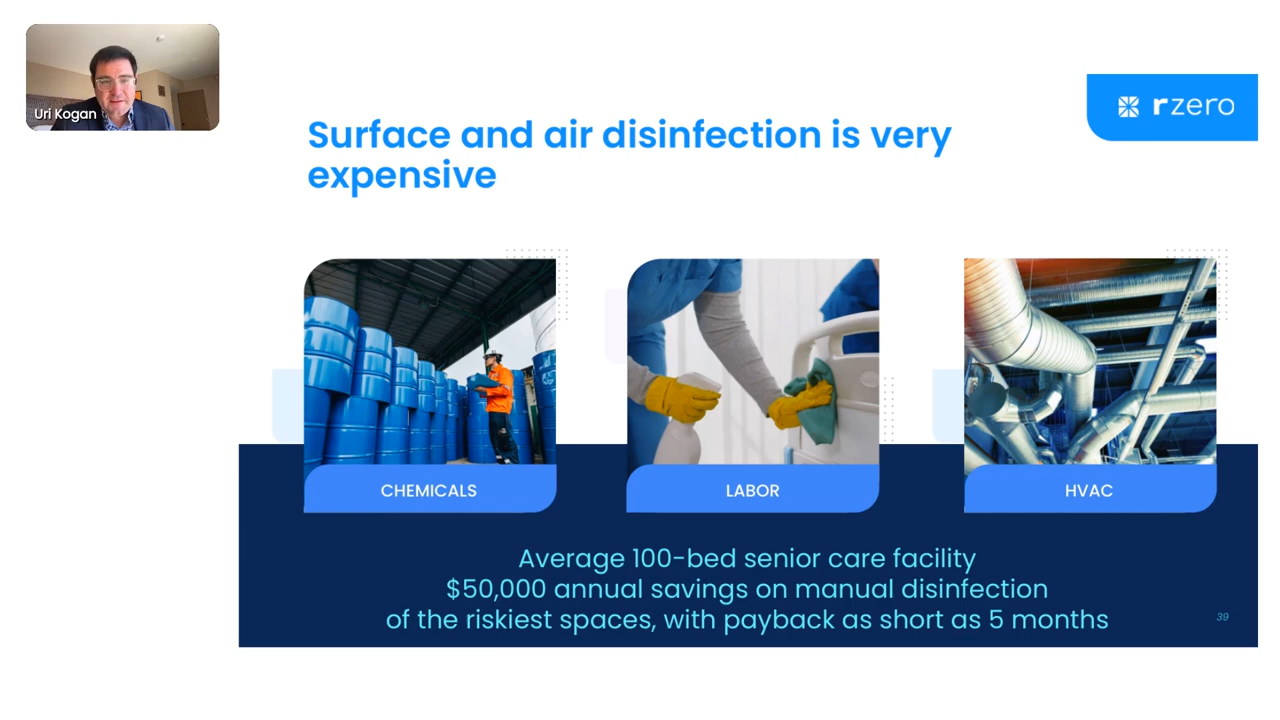 Uri Kogan
rzero
Surface and air disinfection is very
expensive
CHEMICALS
LABOR
HVAC
Average 100-bed senior care facility
$50,000 annual savings on manual disinfection
of the riskiest spaces, with payback as short as 5 months
39